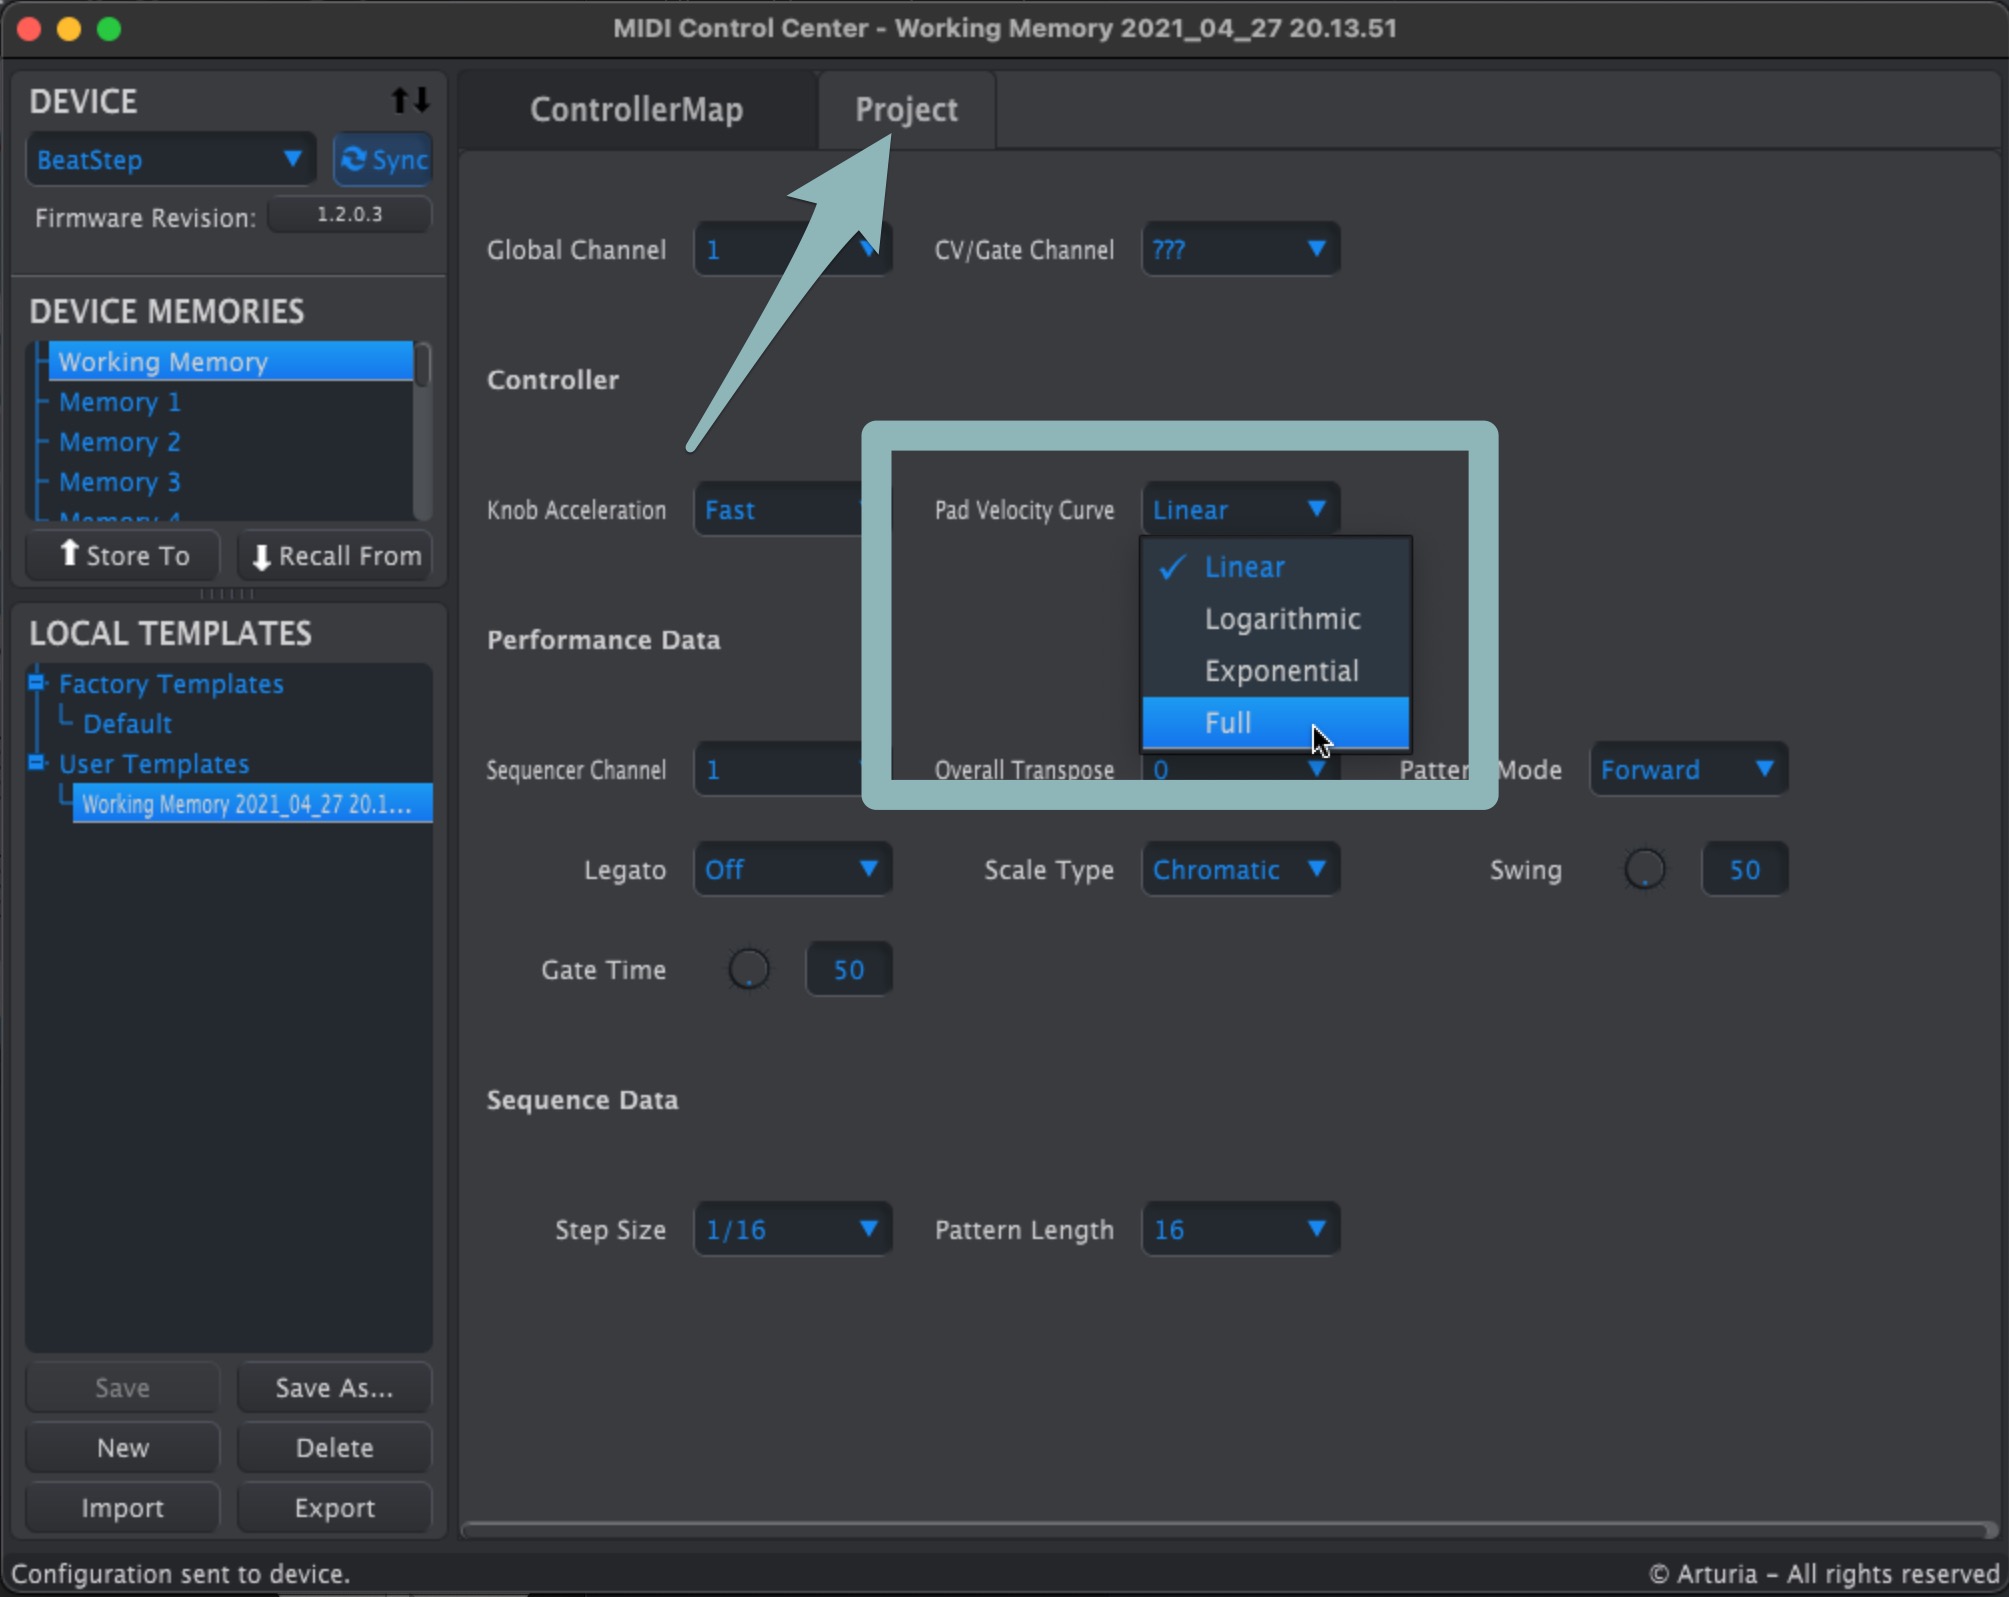 MIDI Control Center - Working Memory 2021_04_27 20.13.51
DEVICE
BeatStep
Sync
Firmware Revision: 1.2.0.3
DEVICE MEMORIES
Working Memory
Memory 1
Memory 2
Memory 3
Memory 4
Store To
Recall From
LOCAL TEMPLATES
Factory Templates
Default
User Templates
Working Memory 2021_04_27 20.1...
Save
Save As...
New
Delete
Import
Export
Configuration sent to device.
ControllerMap
Project
Global Channel 1
CV/Gate Channel ???
Controller
Knob Acceleration Fast
Pad Velocity Curve Linear
Linear
Logarithmic
Exponential
Full
Performance Data
Sequencer Channel 1
Overall Transpose 0
Pattern Mode Forward
Legato Off
Scale Type Chromatic
Swing 50
Gate Time 50
Sequence Data
Step Size 1/16
Pattern Length 16
© Arturia – All rights reserved